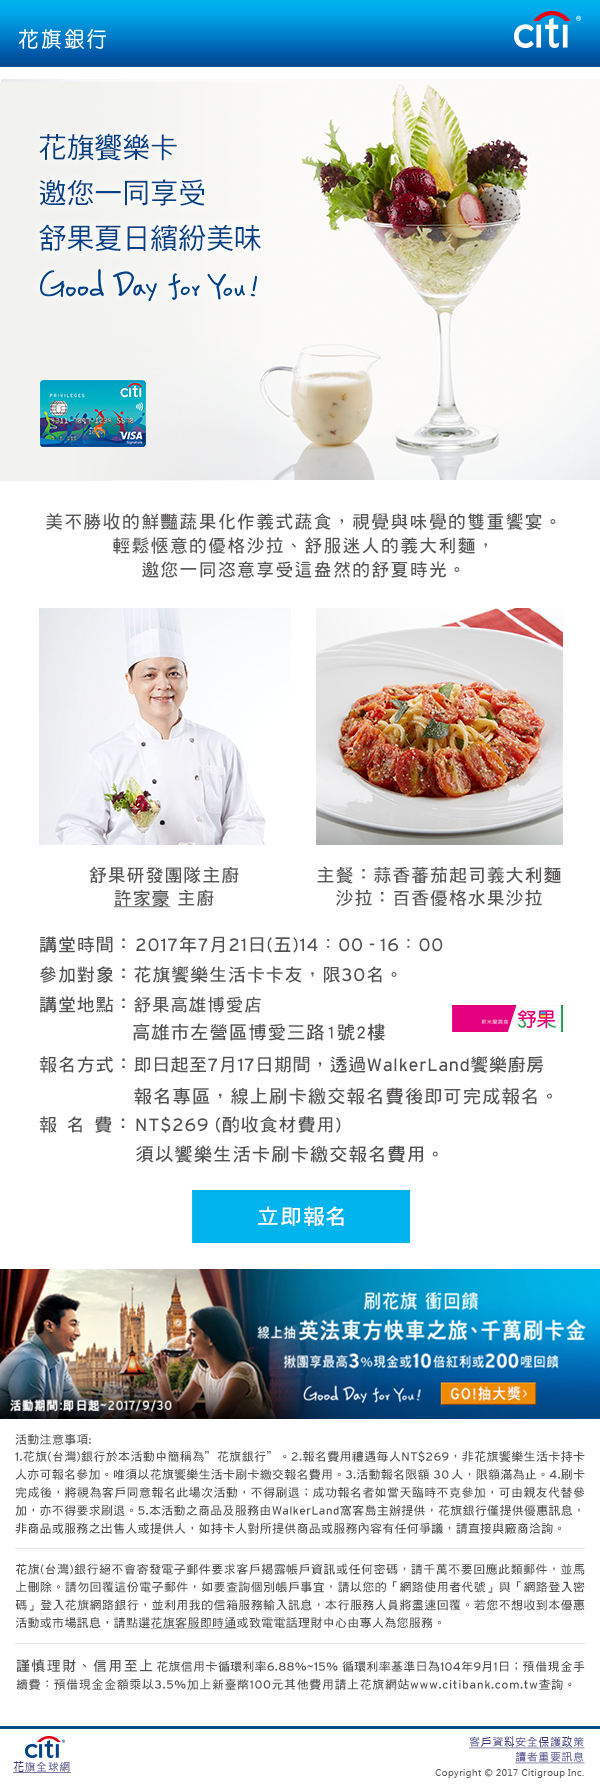 花旗銀行
citi®
花旗饗樂卡
邀您一同享受
舒果夏日繽紛美味
Good Day for You!
PRIVILEGES
citi
VISA
Signature
美不勝收的鮮豔蔬果化作義式蔬食，視覺與味覺的雙重饗宴。
輕鬆愜意的優格沙拉、舒服迷人的義大利麵，
邀您一同恣意享受這盎然的舒夏時光。
舒果研發團隊主廚
許家豪 主廚
主餐：蒜香蕃茄起司義大利麵
沙拉：百香優格水果沙拉
講堂時間：2017年7月21日(五)14：00 - 16：00
參加對象：花旗饗樂生活卡卡友，限30名。
講堂地點：舒果高雄博愛店
高雄市左營區博愛三路1號2樓
新米蘭蔬食 舒果
報名方式：即日起至7月17日期間，透過WalkerLand饗樂廚房
報名專區，線上刷卡繳交報名費後即可完成報名。
報 名 費：NT$269 (酌收食材費用)
須以饗樂生活卡刷卡繳交報名費用。
立即報名
刷花旗 衝回饋
線上抽 英法東方快車之旅、千萬刷卡金
揪團享最高3%現金或10倍紅利或200哩回饋
Good Day for You!
GO!抽大獎›
活動期間:即日起~2017/9/30
活動注意事項:
1.花旗(台灣)銀行於本活動中簡稱為”花旗銀行”。2.報名費用禮遇每人NT$269，非花旗饗樂生活卡持卡
人亦可報名參加。唯須以花旗饗樂生活卡刷卡繳交報名費用。3.活動報名限額 30 人，限額滿為止。4.刷卡
完成後，將視為客戶同意報名此場次活動，不得刷退；成功報名者如當天臨時不克參加，可由親友代替參
加，亦不得要求刷退。5.本活動之商品及服務由WalkerLand窩客島主辦提供，花旗銀行僅提供優惠訊息，
非商品或服務之出售人或提供人，如持卡人對所提供商品或服務內容有任何爭議，請直接與廠商洽詢。
花旗(台灣)銀行絕不會寄發電子郵件要求客戶揭露帳戶資訊或任何密碼，請千萬不要回應此類郵件，並馬
上刪除。請勿回覆這份電子郵件，如要查詢個別帳戶事宜，請以您的「網路使用者代號」與「網路登入密
碼」登入花旗網路銀行，並利用我的信箱服務輸入訊息，本行服務人員將盡速回覆。若您不想收到本優惠
活動或市場訊息，請點選花旗客服即時通或致電電話理財中心由專人為您服務。
謹慎理財、信用至上 花旗信用卡循環利率6.88%~15% 循環利率基準日為104年9月1日；預借現金手
續費：預借現金金額乘以3.5%加上新臺幣100元其他費用請上花旗網站www.citibank.com.tw查詢。
citi®
花旗全球網
客戶資料安全保護政策
讀者重要訊息
Copyright © 2017 Citigroup Inc.